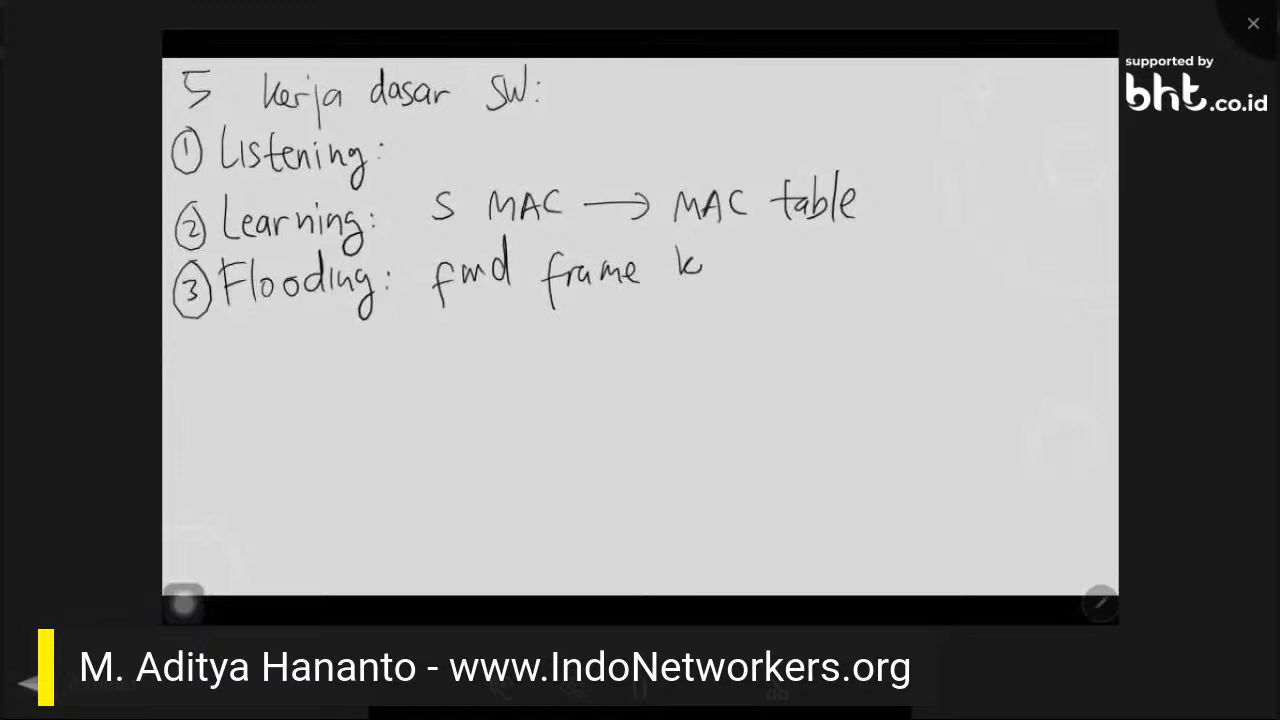 supported by
bht.co.id
5 kerja dasar SW:
① Listening:
② Learning: S MAC → MAC table
③ Flooding: fwd frame k
M. Aditya Hananto - www.IndoNetworkers.org